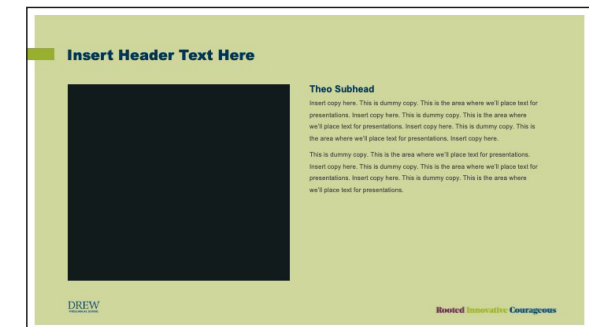 Insert Header Text Here
Theo Subhead
Insert copy here. This is dummy copy. This is the area where we'll place text for
presentations. Insert copy here. This is dummy copy. This is the area where
we'll place text for presentations. Insert copy here. This is dummy copy. This is
the area where we'll place text for presentations. Insert copy here.
This is dummy copy. This is the area where we'll place text for presentations.
Insert copy here. This is dummy copy. This is the area where we'll place text for
presentations. Insert copy here. This is dummy copy. This is the area where
we'll place text for presentations.
DREW
Rooted Innovative Courageous